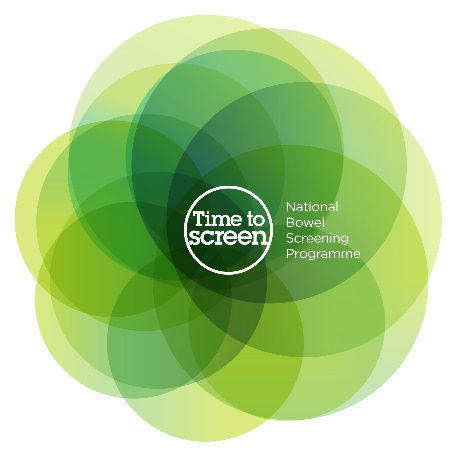 Time to
screen
National
Bowel
Screening
Programme